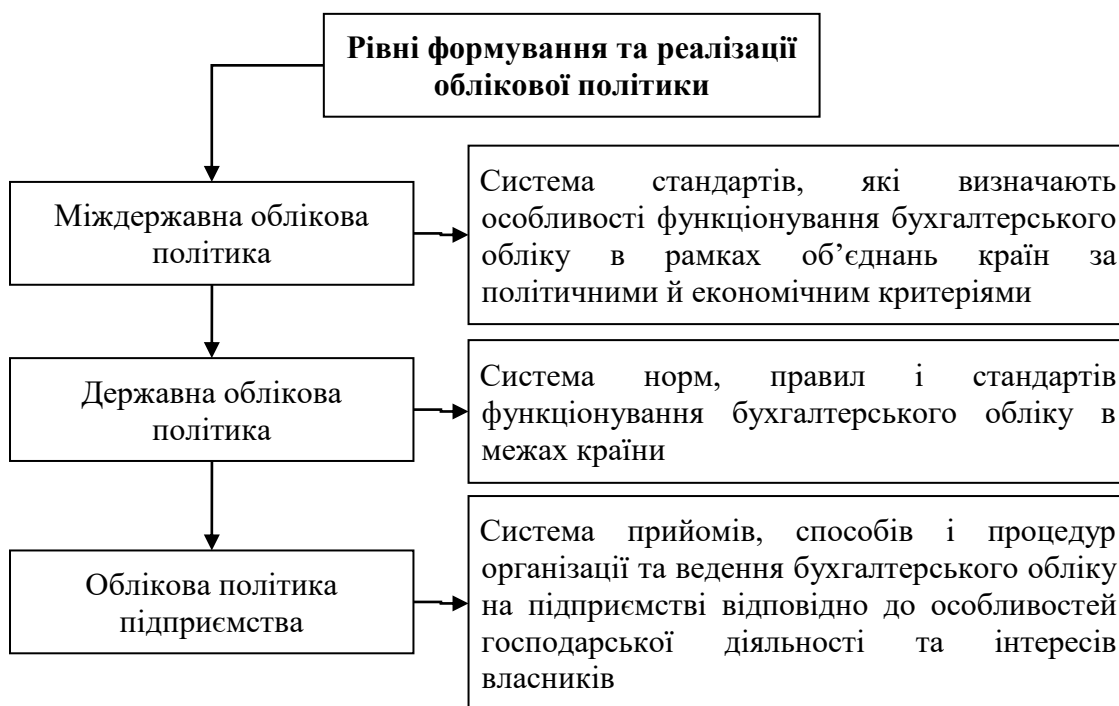 Рівні формування та реалізації
облікової політики
Міждержавна облікова
політика
Система стандартів, які визначають
особливості функціонування бухгалтерського
обліку в рамках об’єднань країн за
політичними й економічним критеріями
Державна облікова
політика
Система норм, правил і стандартів
функціонування бухгалтерського обліку в
межах країни
Облікова політика
підприємства
Система прийомів, способів і процедур
організації та ведення бухгалтерського обліку
на підприємстві відповідно до особливостей
господарської діяльності та інтересів
власників